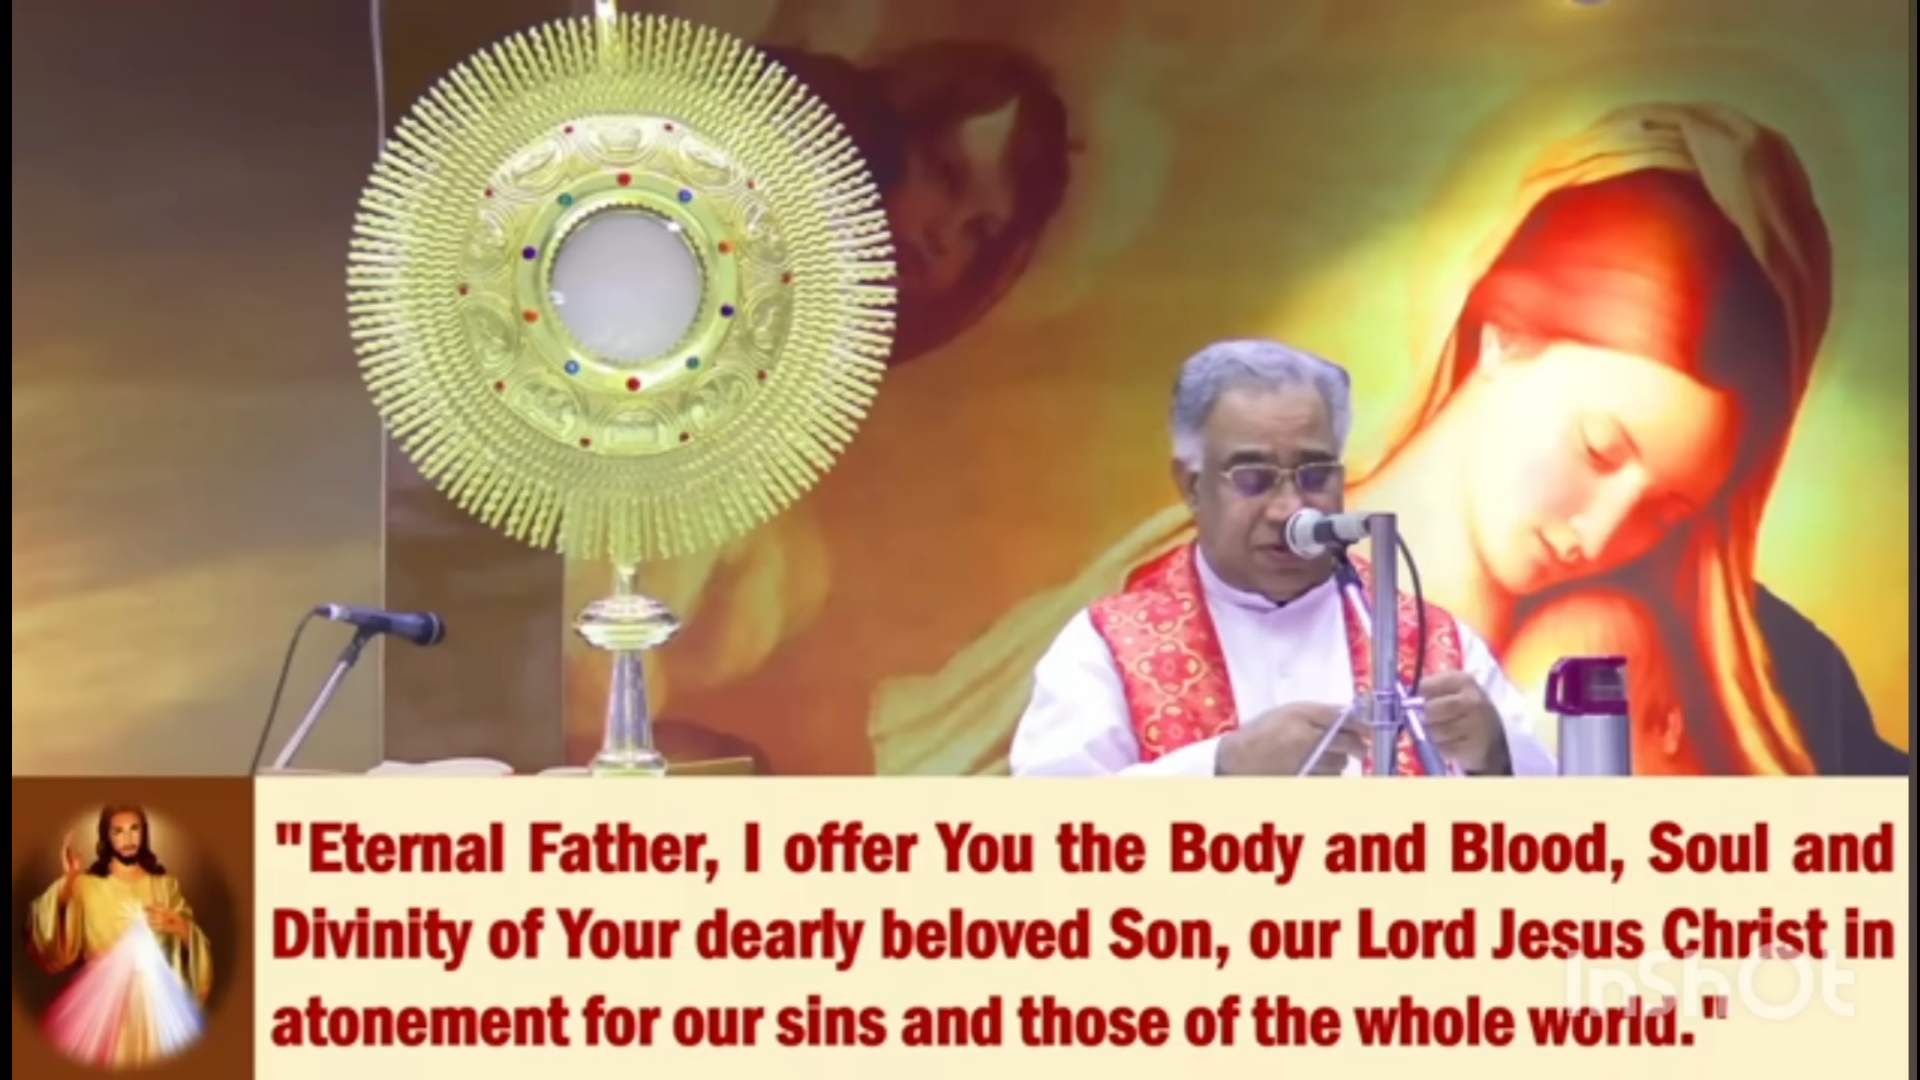 "Eternal Father, I offer You the Body and Blood, Soul and
Divinity of Your dearly beloved Son, our Lord Jesus Christ in
atonement for our sins and those of the whole world."
InShOt